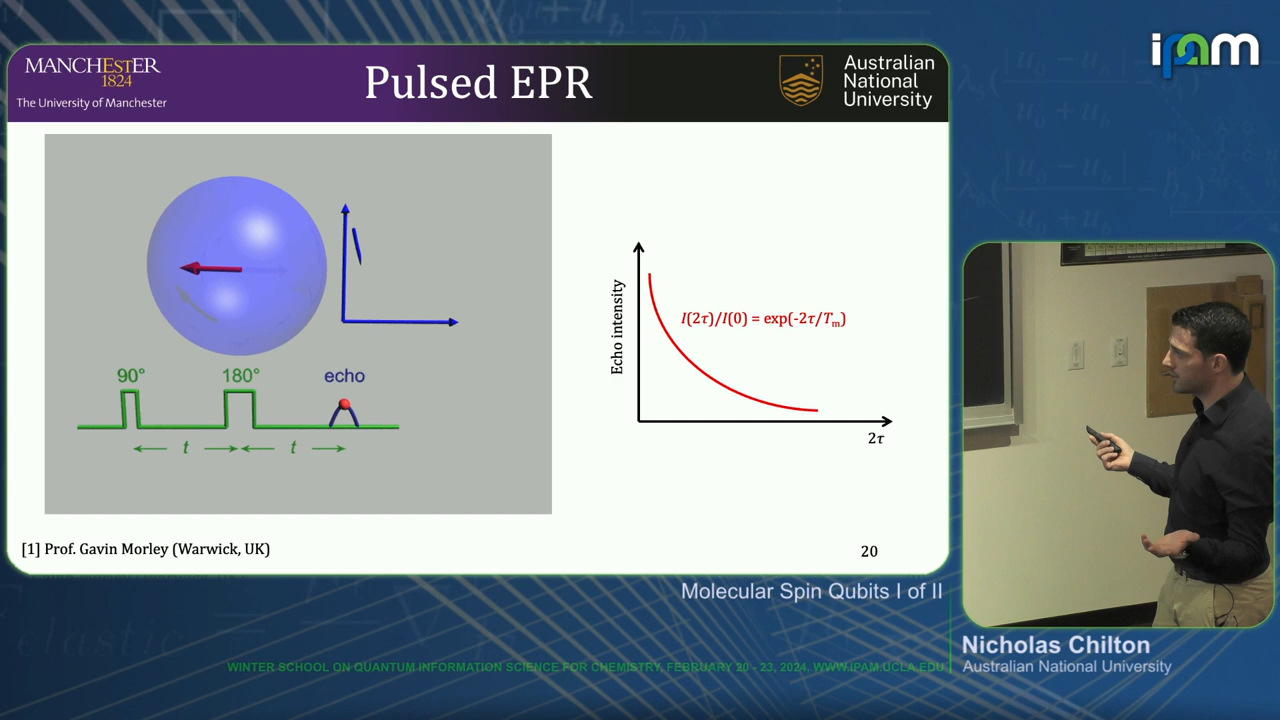 MANCHESTER
1824
The University of Manchester
Pulsed EPR
Australian
National
University
ipam
90°
180°
echo
t
t
Echo intensity
I(2τ)/I(0) = exp(-2τ/Tm)
2τ
[1] Prof. Gavin Morley (Warwick, UK)
20
Molecular Spin Qubits I of II
Nicholas Chilton
Australian National University
WINTER SCHOOL ON QUANTUM INFORMATION SCIENCE FOR CHEMISTRY, FEBRUARY 20 - 23, 2024, WWW.IPAM.UCLA.EDU